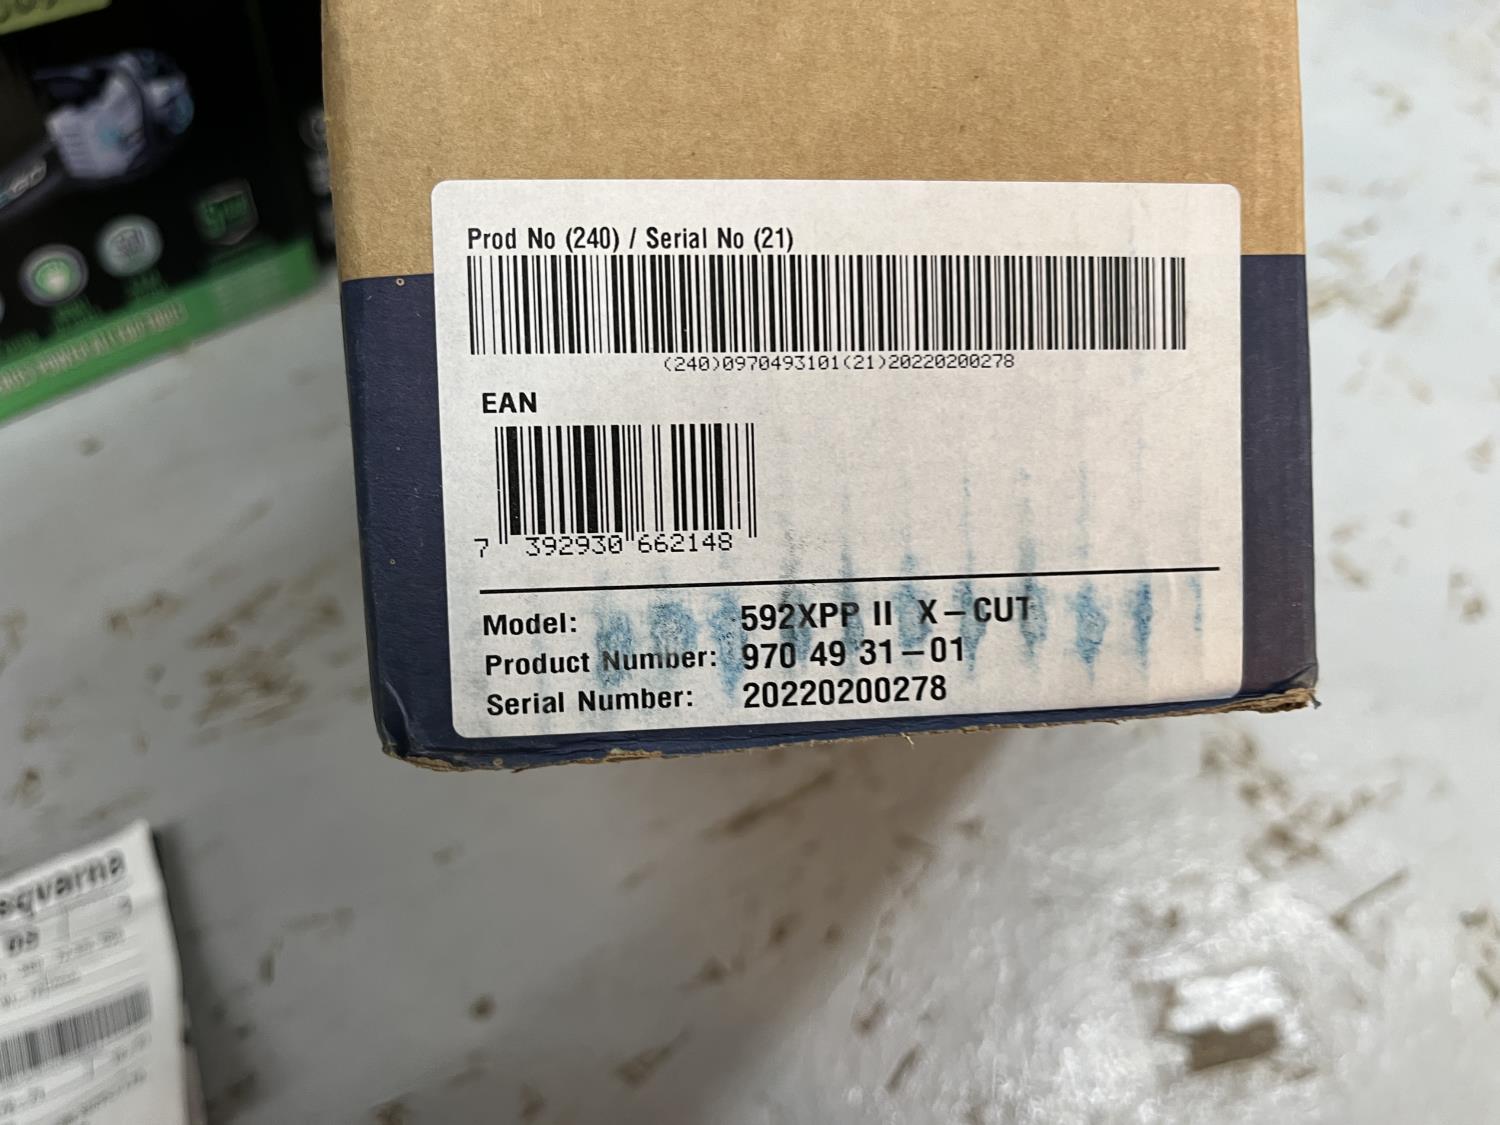 Prod No (240) / Serial No (21)
(240)0970493101(21)20220200278
EAN
7 392930 662148
Model: 592XPP II X-CUT
Product Number: 970 49 31-01
Serial Number: 20220200278